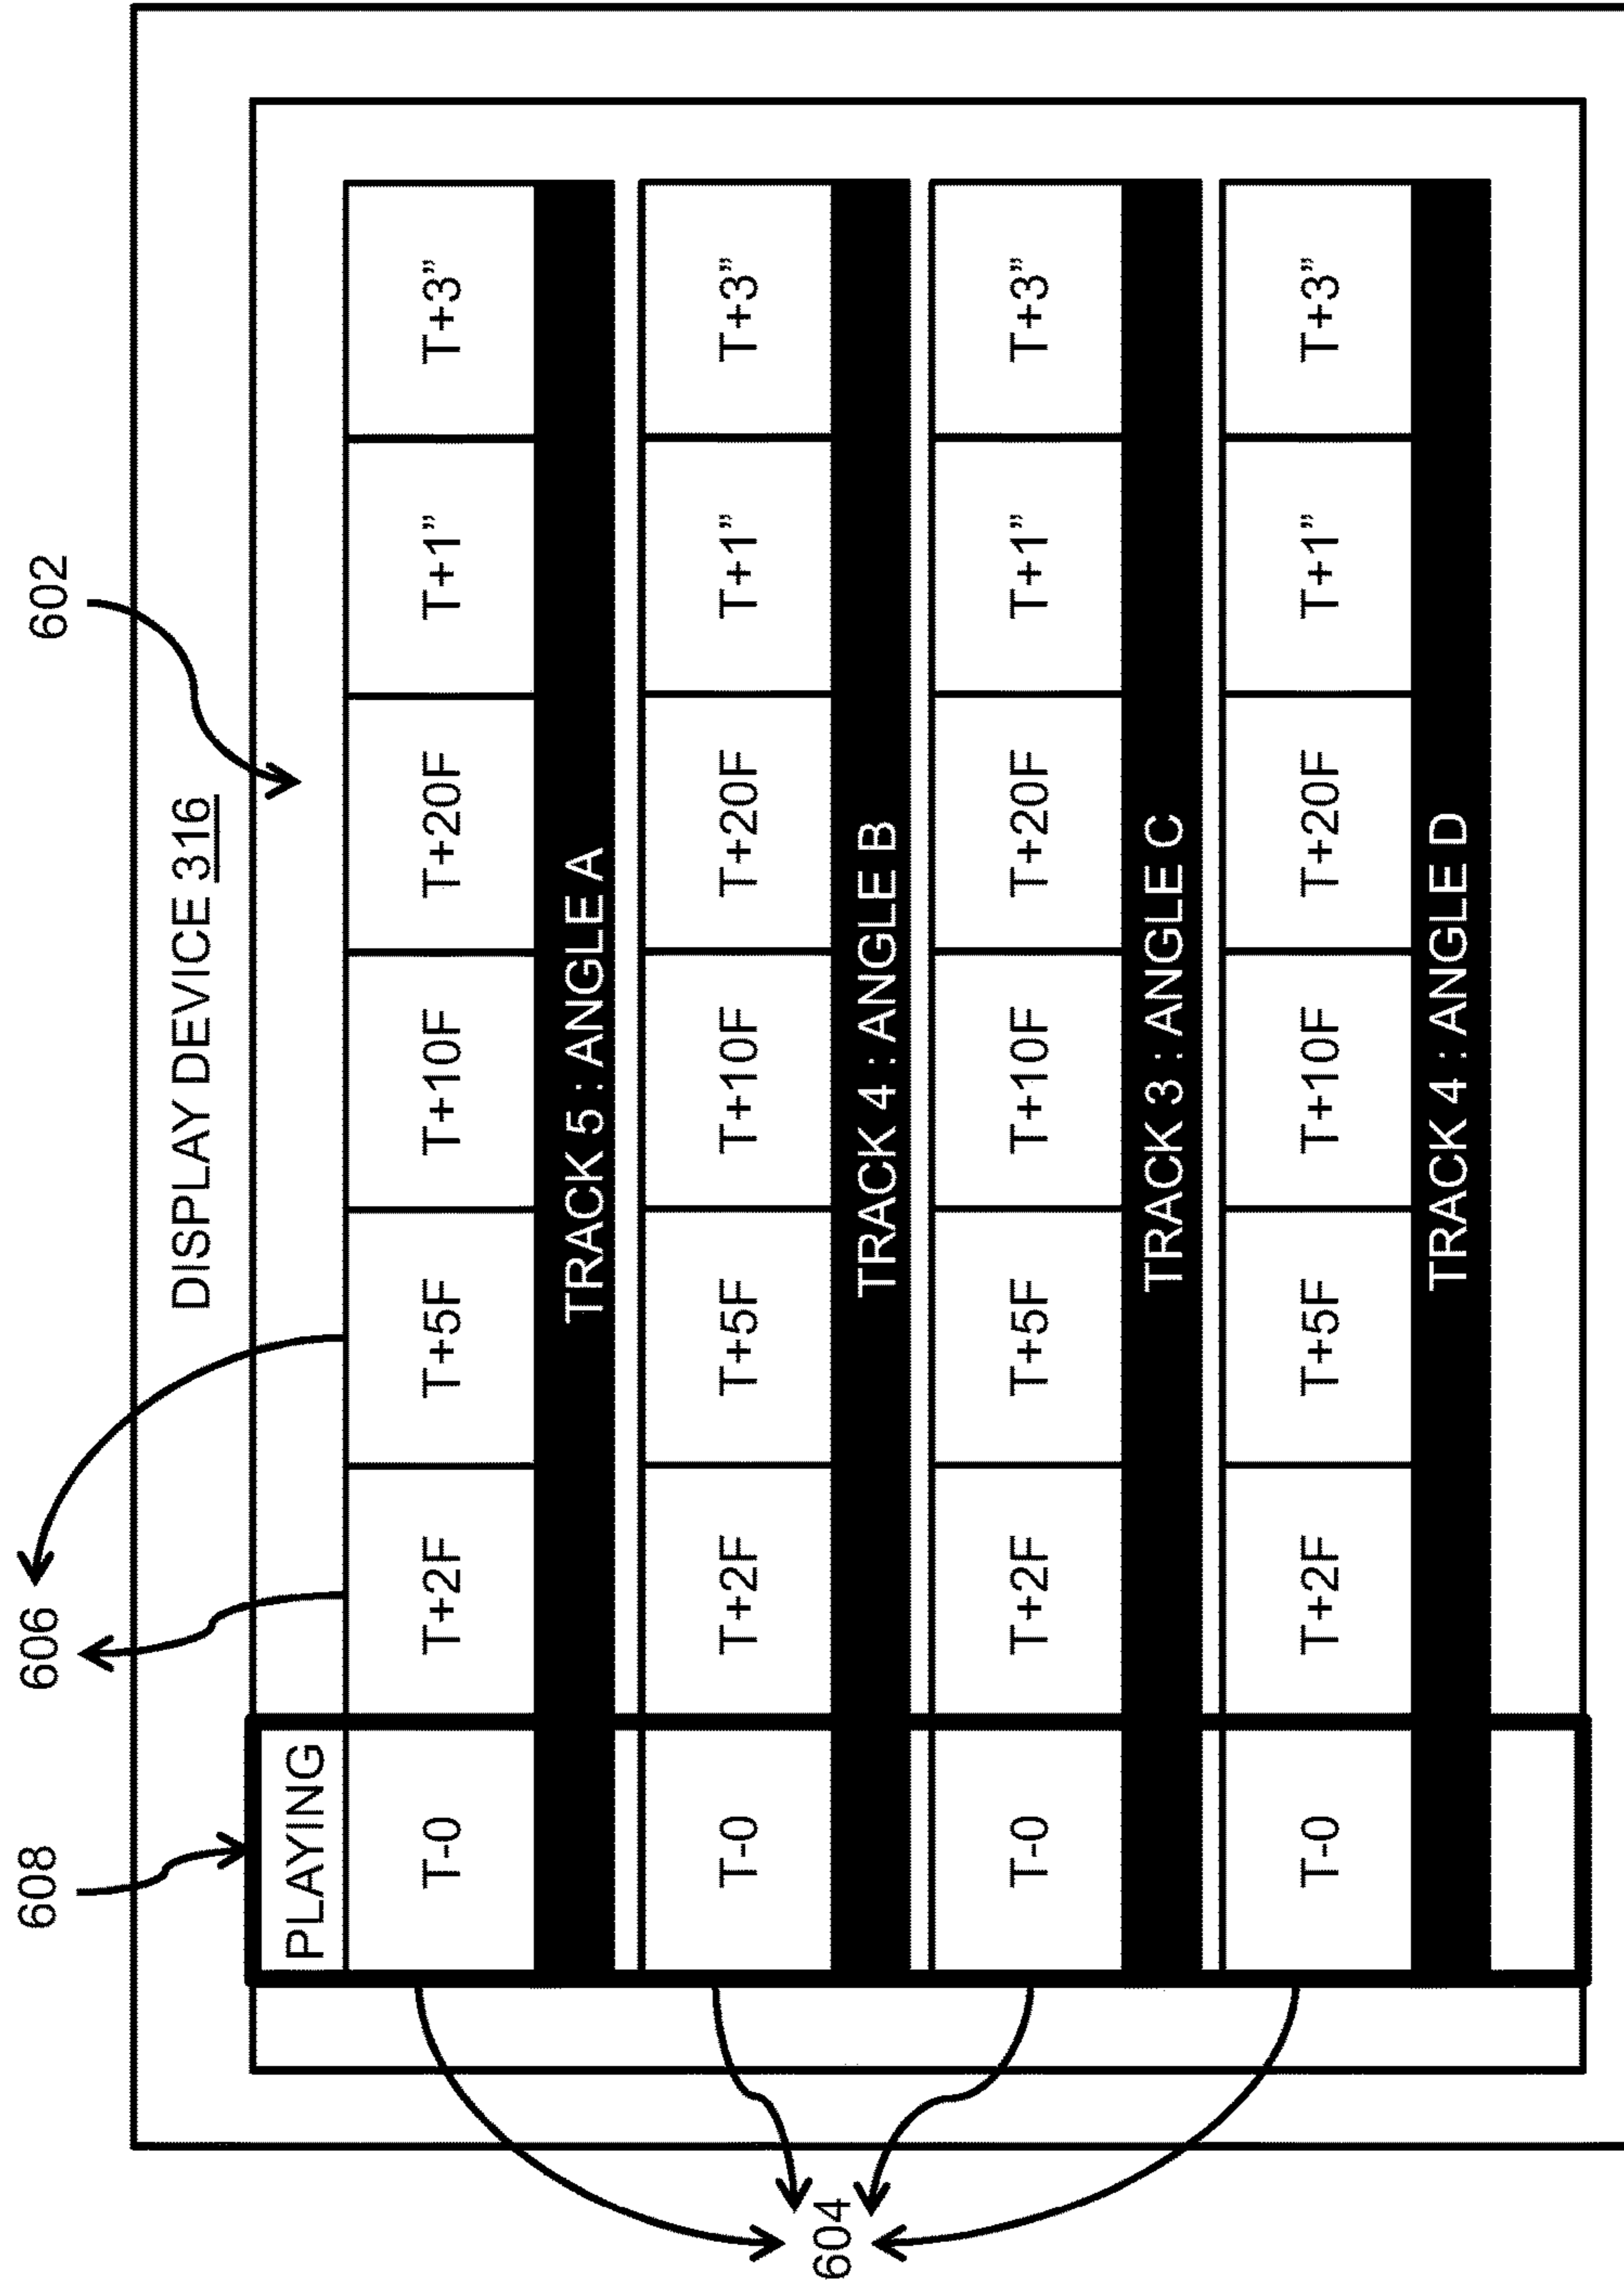 602
606
608
DISPLAY DEVICE 316
PLAYING
T-0 T+2F T+5F T+10F T+20F T+1” T+3”
TRACK 5 : ANGLE A
T-0 T+2F T+5F T+10F T+20F T+1” T+3”
TRACK 4 : ANGLE B
T-0 T+2F T+5F T+10F T+20F T+1” T+3”
TRACK 3 : ANGLE C
T-0 T+2F T+5F T+10F T+20F T+1” T+3”
TRACK 4 : ANGLE D
604